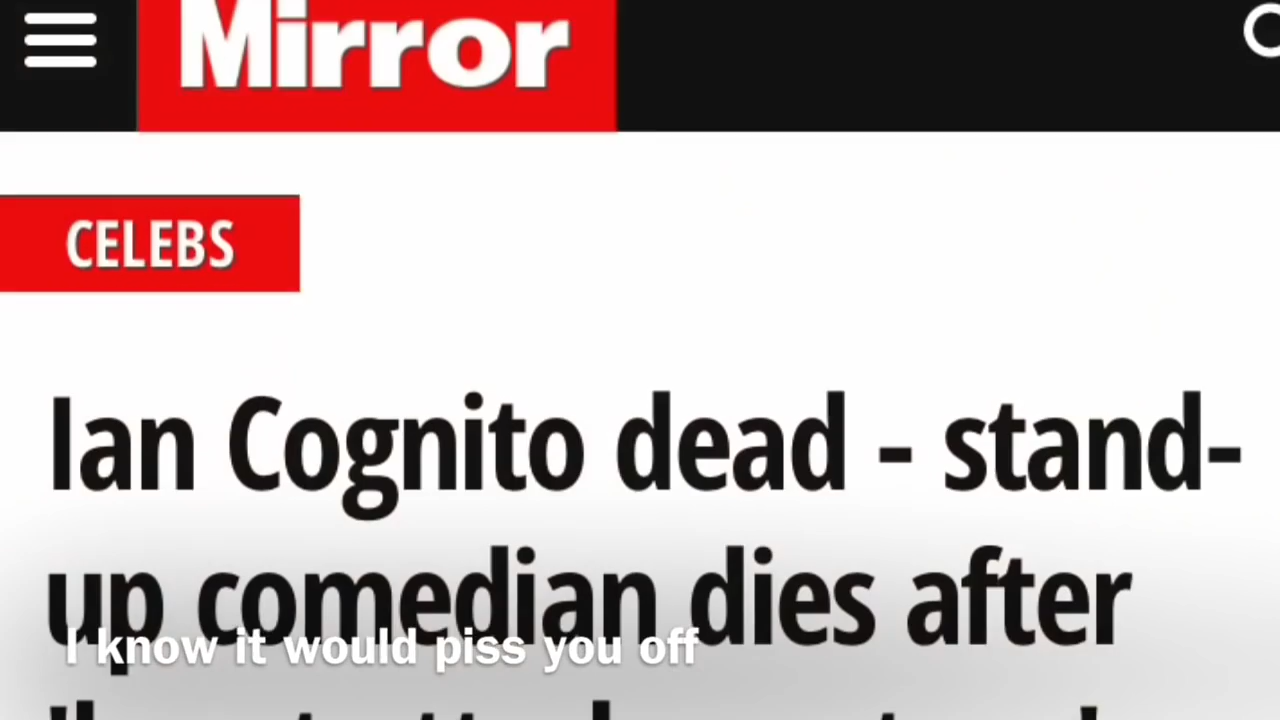 Mirror
CELEBS
Ian Cognito dead - stand-
up comedian dies after
I know it would piss you off